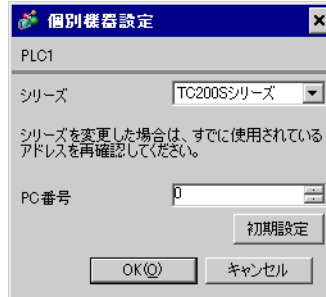 個別機器設定
PLC1
シリーズ TC200Sシリーズ
シリーズを変更した場合は、すでに使用されている
アドレスを再確認してください。
PC番号 0
初期設定
OK(O) キャンセル